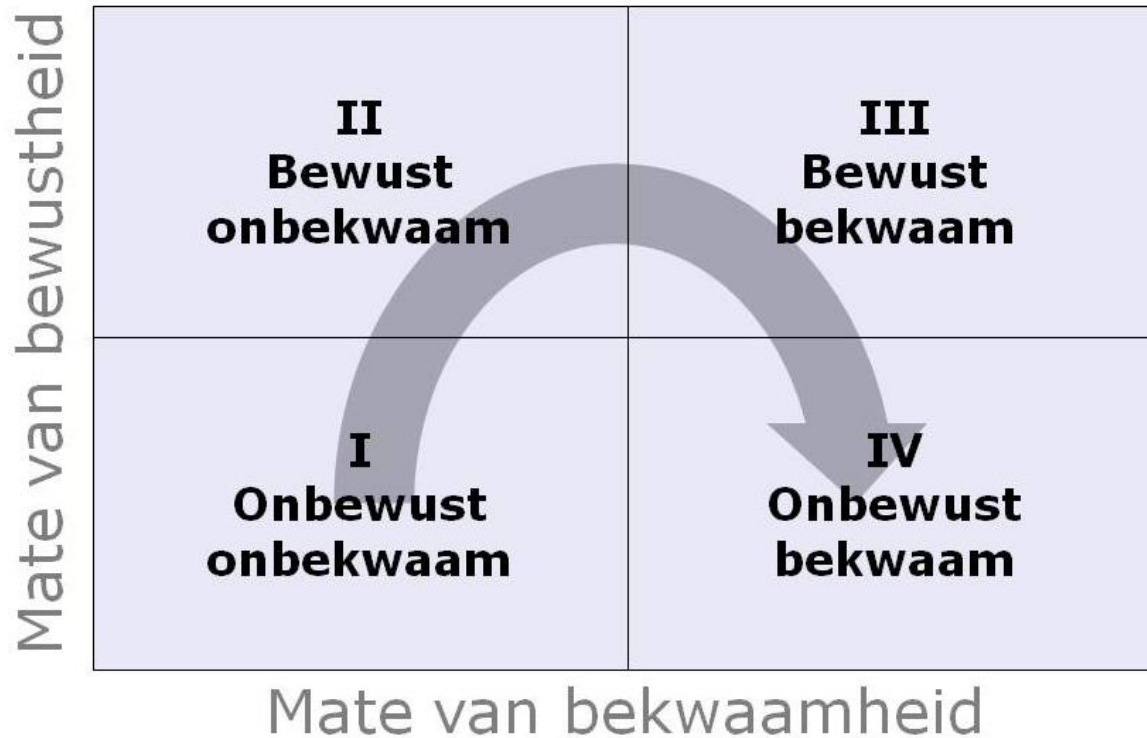 Mate van bewustheid
II
Bewust
onbekwaam
III
Bewust
bekwaam
I
Onbewust
onbekwaam
IV
Onbewust
bekwaam
Mate van bekwaamheid